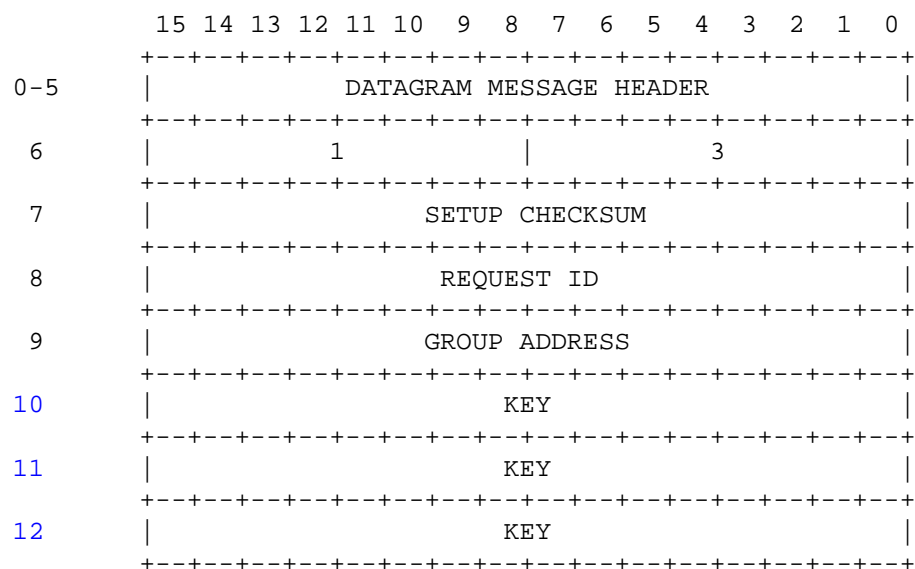 15 14 13 12 11 10 9 8 7 6 5 4 3 2 1 0
+--+--+--+--+--+--+--+--+--+--+--+--+--+--+--+--+
0-5 | DATAGRAM MESSAGE HEADER |
+--+--+--+--+--+--+--+--+--+--+--+--+--+--+--+--+
6 | 1 | 3 |
+--+--+--+--+--+--+--+--+--+--+--+--+--+--+--+--+
7 | SETUP CHECKSUM |
+--+--+--+--+--+--+--+--+--+--+--+--+--+--+--+--+
8 | REQUEST ID |
+--+--+--+--+--+--+--+--+--+--+--+--+--+--+--+--+
9 | GROUP ADDRESS |
+--+--+--+--+--+--+--+--+--+--+--+--+--+--+--+--+
10 | KEY |
+--+--+--+--+--+--+--+--+--+--+--+--+--+--+--+--+
11 | KEY |
+--+--+--+--+--+--+--+--+--+--+--+--+--+--+--+--+
12 | KEY |
+--+--+--+--+--+--+--+--+--+--+--+--+--+--+--+--+